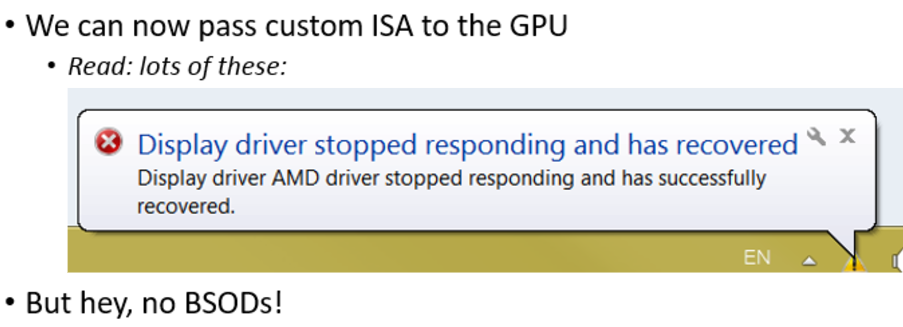 • We can now pass custom ISA to the GPU
• Read: lots of these:
Display driver stopped responding and has recovered
Display driver AMD driver stopped responding and has successfully
recovered.
EN
• But hey, no BSODs!